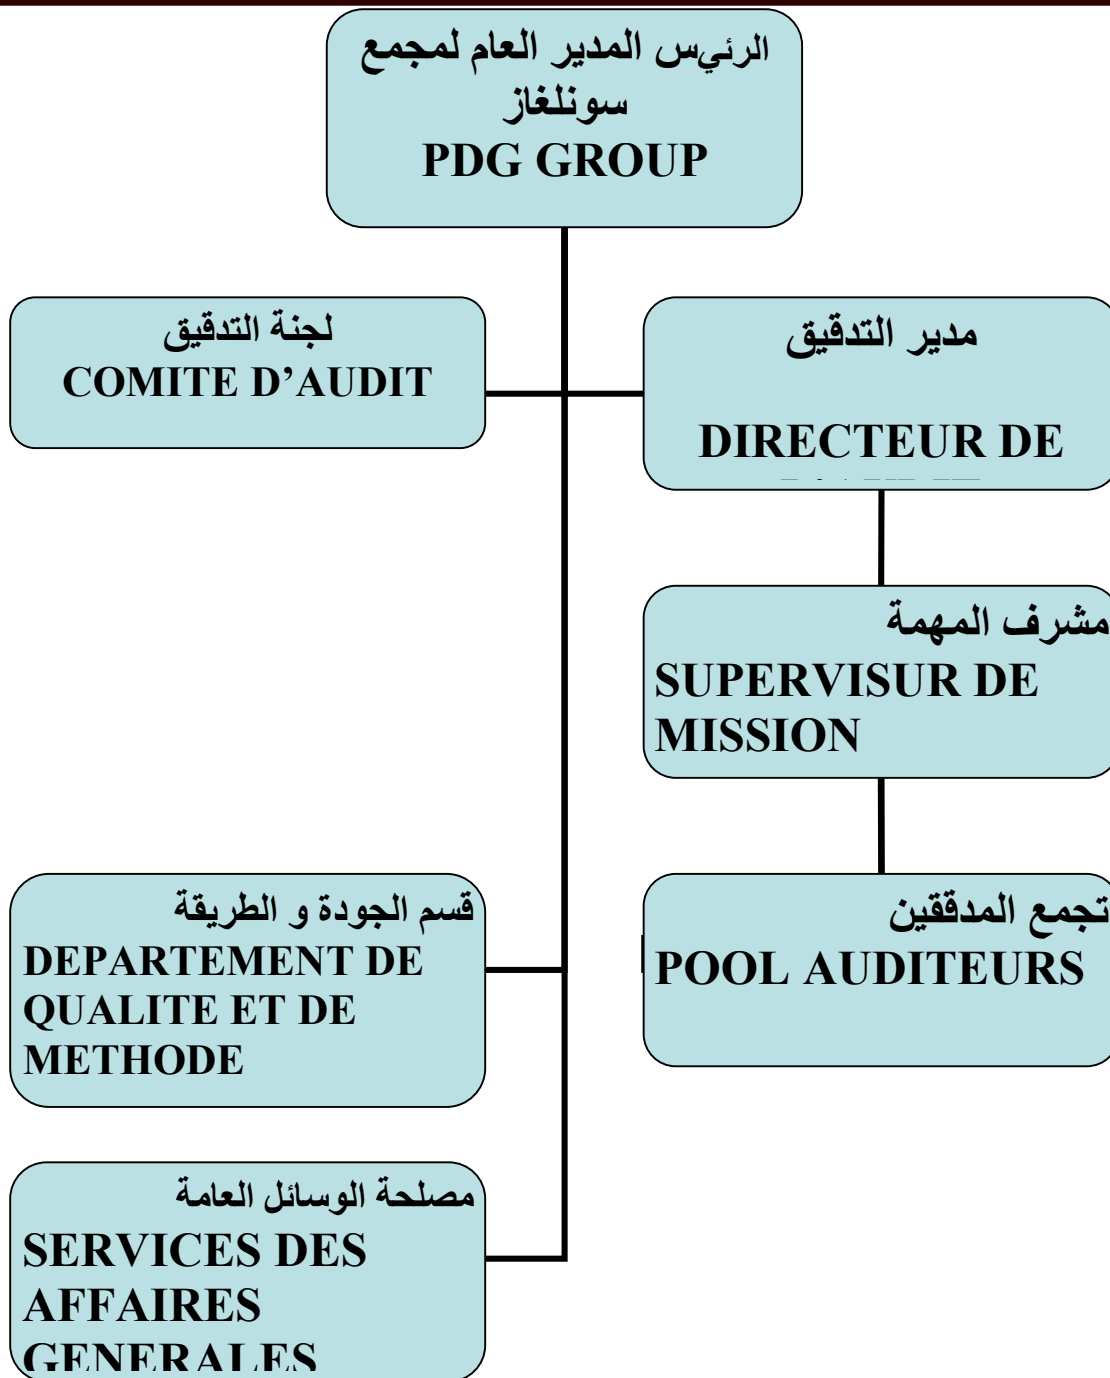 الرئيس المدير العام لمجمع
سونلغاز
PDG GROUP
لجنة التدقيق
COMITE D’AUDIT
مدير التدقيق
DIRECTEUR DE
مشرف المهمة
SUPERVISUR DE
MISSION
قسم الجودة و الطريقة
DEPARTEMENT DE
QUALITE ET DE
METHODE
تجمع المدققين
POOL AUDITEURS
مصلحة الوسائل العامة
SERVICES DES
AFFAIRES
GENERALES